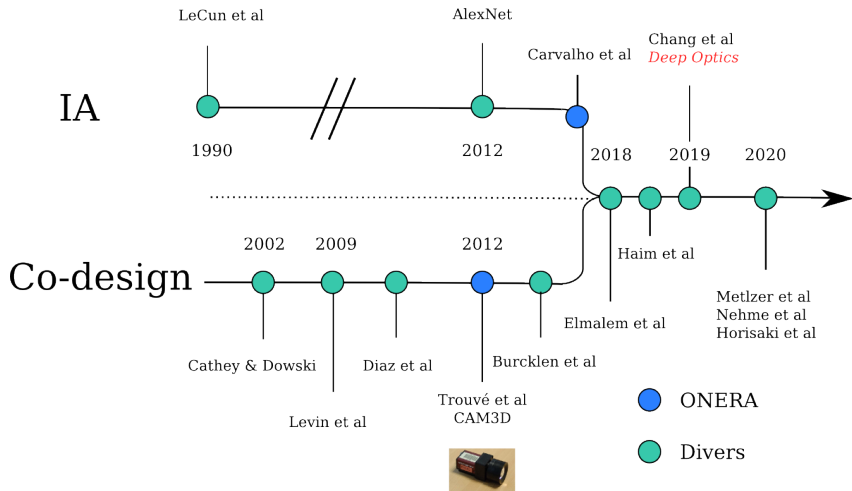 LeCun et al
AlexNet
Carvalho et al
Chang et al
Deep Optics
IA
1990
2012
2018
2019
2020
2002
2009
2012
Co-design
Haim et al
Metlzer et al
Nehme et al
Horisaki et al
Elmalem et al
Cathey & Dowski
Diaz et al
Burcklen et al
Levin et al
Trouvé et al
CAM3D
ONERA
Divers